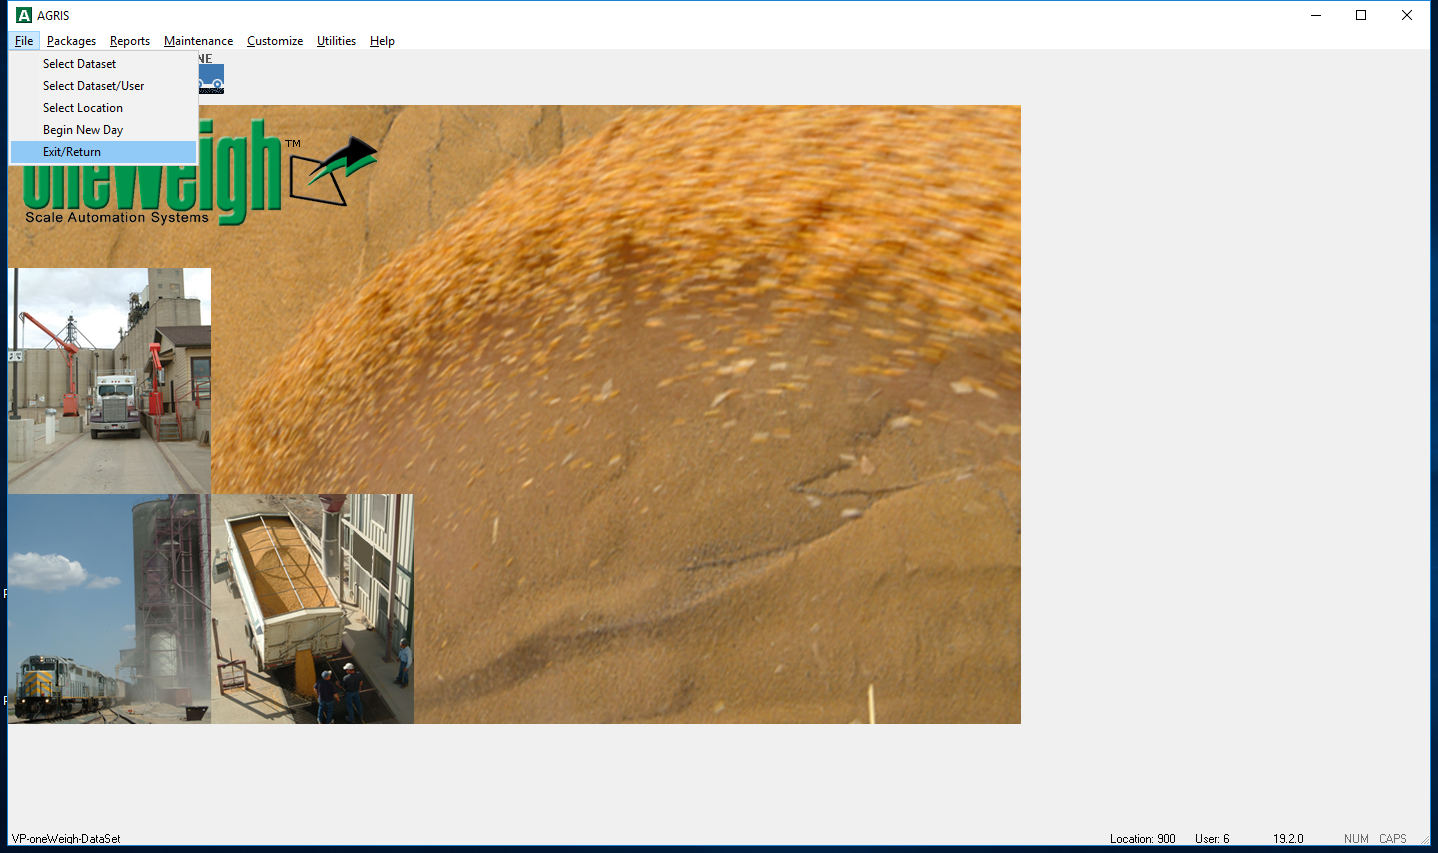 AGRIS
File Packages Reports Maintenance Customize Utilities Help
Select Dataset
Select Dataset/User
Select Location
Begin New Day
Exit/Return
oneWeigh™
Scale Automation Systems
VP-oneWeigh-DataSet Location: 900 User: 6 19.2.0 NUM CAPS